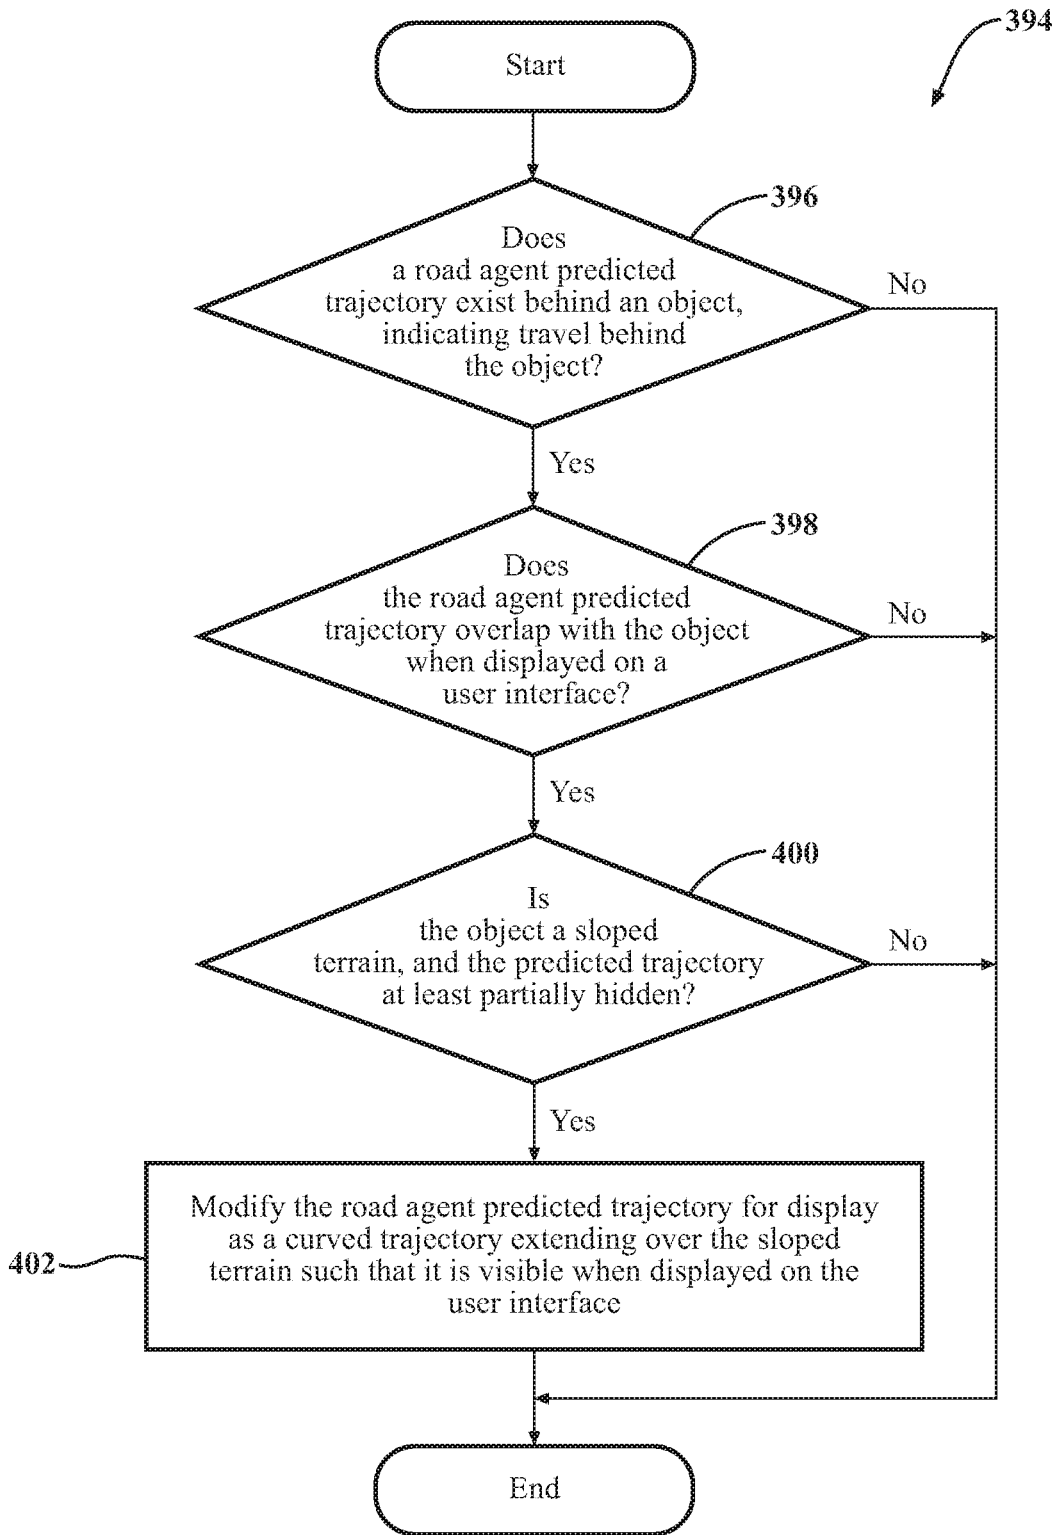 394
Start
396
Does
a road agent predicted
trajectory exist behind an object,
indicating travel behind
the object?
No
Yes
398
Does
the road agent predicted
trajectory overlap with the object
when displayed on a
user interface?
No
Yes
400
Is
the object a sloped
terrain, and the predicted trajectory
at least partially hidden?
No
Yes
402
Modify the road agent predicted trajectory for display
as a curved trajectory extending over the sloped
terrain such that it is visible when displayed on the
user interface
End